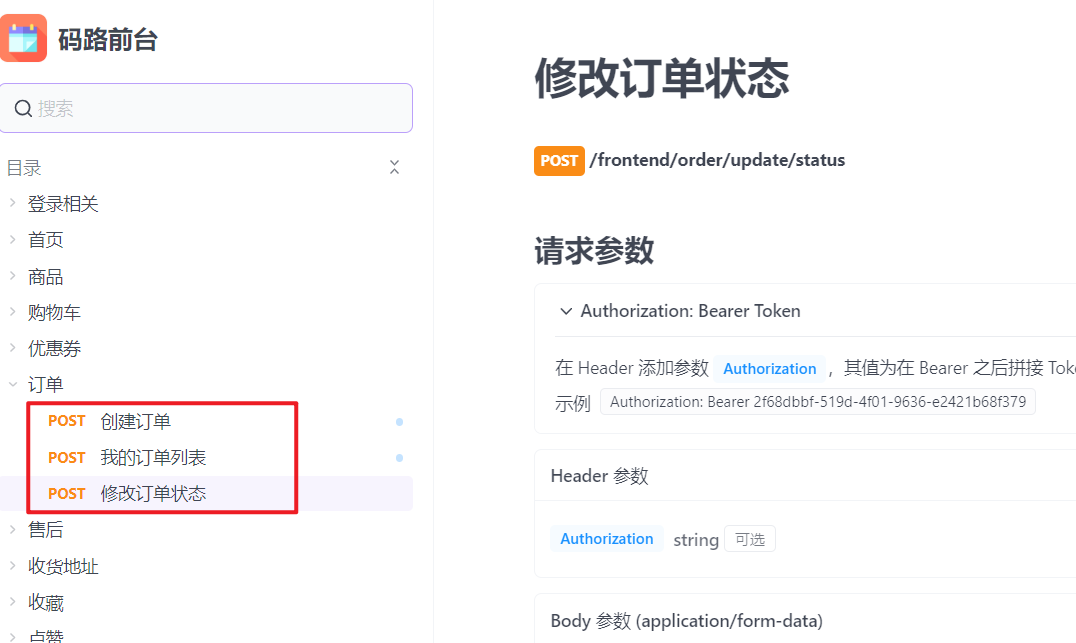 码路前台
搜索
目录
登录相关
首页
商品
购物车
优惠券
订单
POST 创建订单
POST 我的订单列表
POST 修改订单状态
售后
收货地址
收藏
点赞
修改订单状态
POST /frontend/order/update/status
请求参数
Authorization: Bearer Token
在 Header 添加参数 Authorization ，其值为在 Bearer 之后拼接 Tok
示例 Authorization: Bearer 2f68dbbf-519d-4f01-9636-e2421b68f379
Header 参数
Authorization string 可选
Body 参数 (application/form-data)